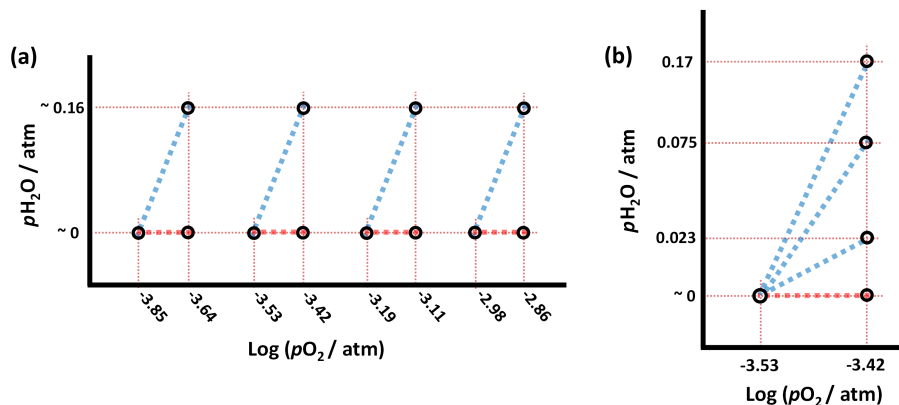 (a)
~ 0.16
pH₂O / atm
~ 0
-3.85 -3.64 -3.53 -3.42 -3.19 -3.11 -2.98 -2.86
Log (pO₂ / atm)
(b)
0.17
0.075
pH₂O / atm
0.023
~ 0
-3.53 -3.42
Log (pO₂ / atm)